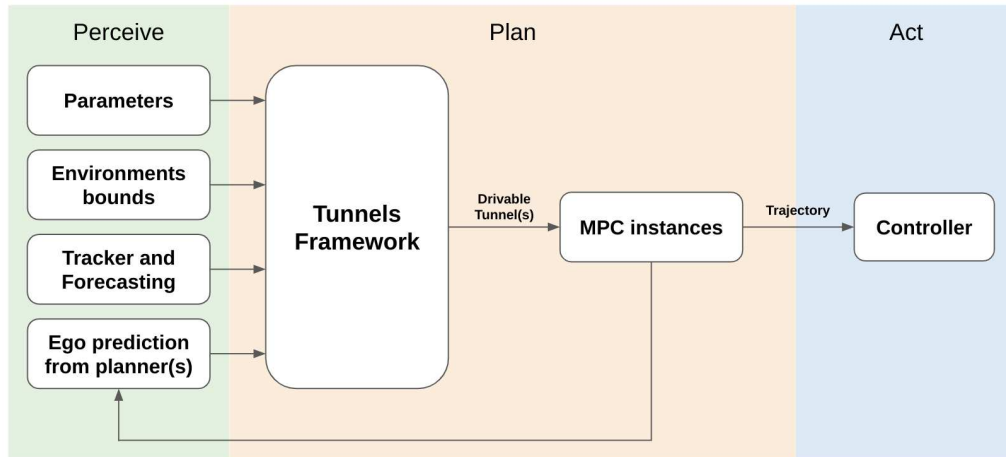 Perceive
Plan
Act
Parameters
Environments
bounds
Tracker and
Forecasting
Ego prediction
from planner(s)
Tunnels
Framework
Drivable
Tunnel(s)
MPC instances
Trajectory
Controller